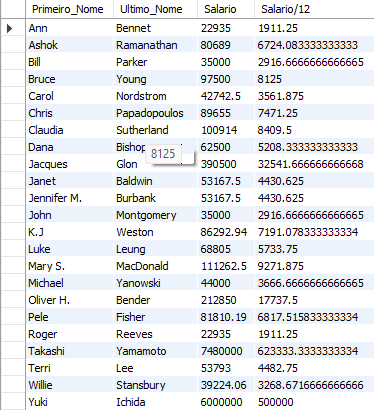 Primeiro_Nome Ultimo_Nome Salario Salario/12
Ann Bennet 22935 1911.25
Ashok Ramanathan 80689 6724.083333333333
Bill Parker 35000 2916.6666666666665
Bruce Young 97500 8125
Carol Nordstrom 42742.5 3561.875
Chris Papadopoulos 89655 7471.25
Claudia Sutherland 100914 8409.5
Dana Bishop 62500 5208.333333333333
8125
Jacques Glon 390500 32541.666666666668
Janet Baldwin 53167.5 4430.625
Jennifer M. Burbank 53167.5 4430.625
John Montgomery 35000 2916.6666666666665
K.J Weston 86292.94 7191.078333333334
Luke Leung 68805 5733.75
Mary S. MacDonald 111262.5 9271.875
Michael Yanowski 44000 3666.6666666666665
Oliver H. Bender 212850 17737.5
Pele Fisher 81810.19 6817.515833333334
Roger Reeves 22935 1911.25
Takashi Yamamoto 7480000 623333.3333333334
Terri Lee 53793 4482.75
Willie Stansbury 39224.06 3268.6716666666666
Yuki Ichida 6000000 500000